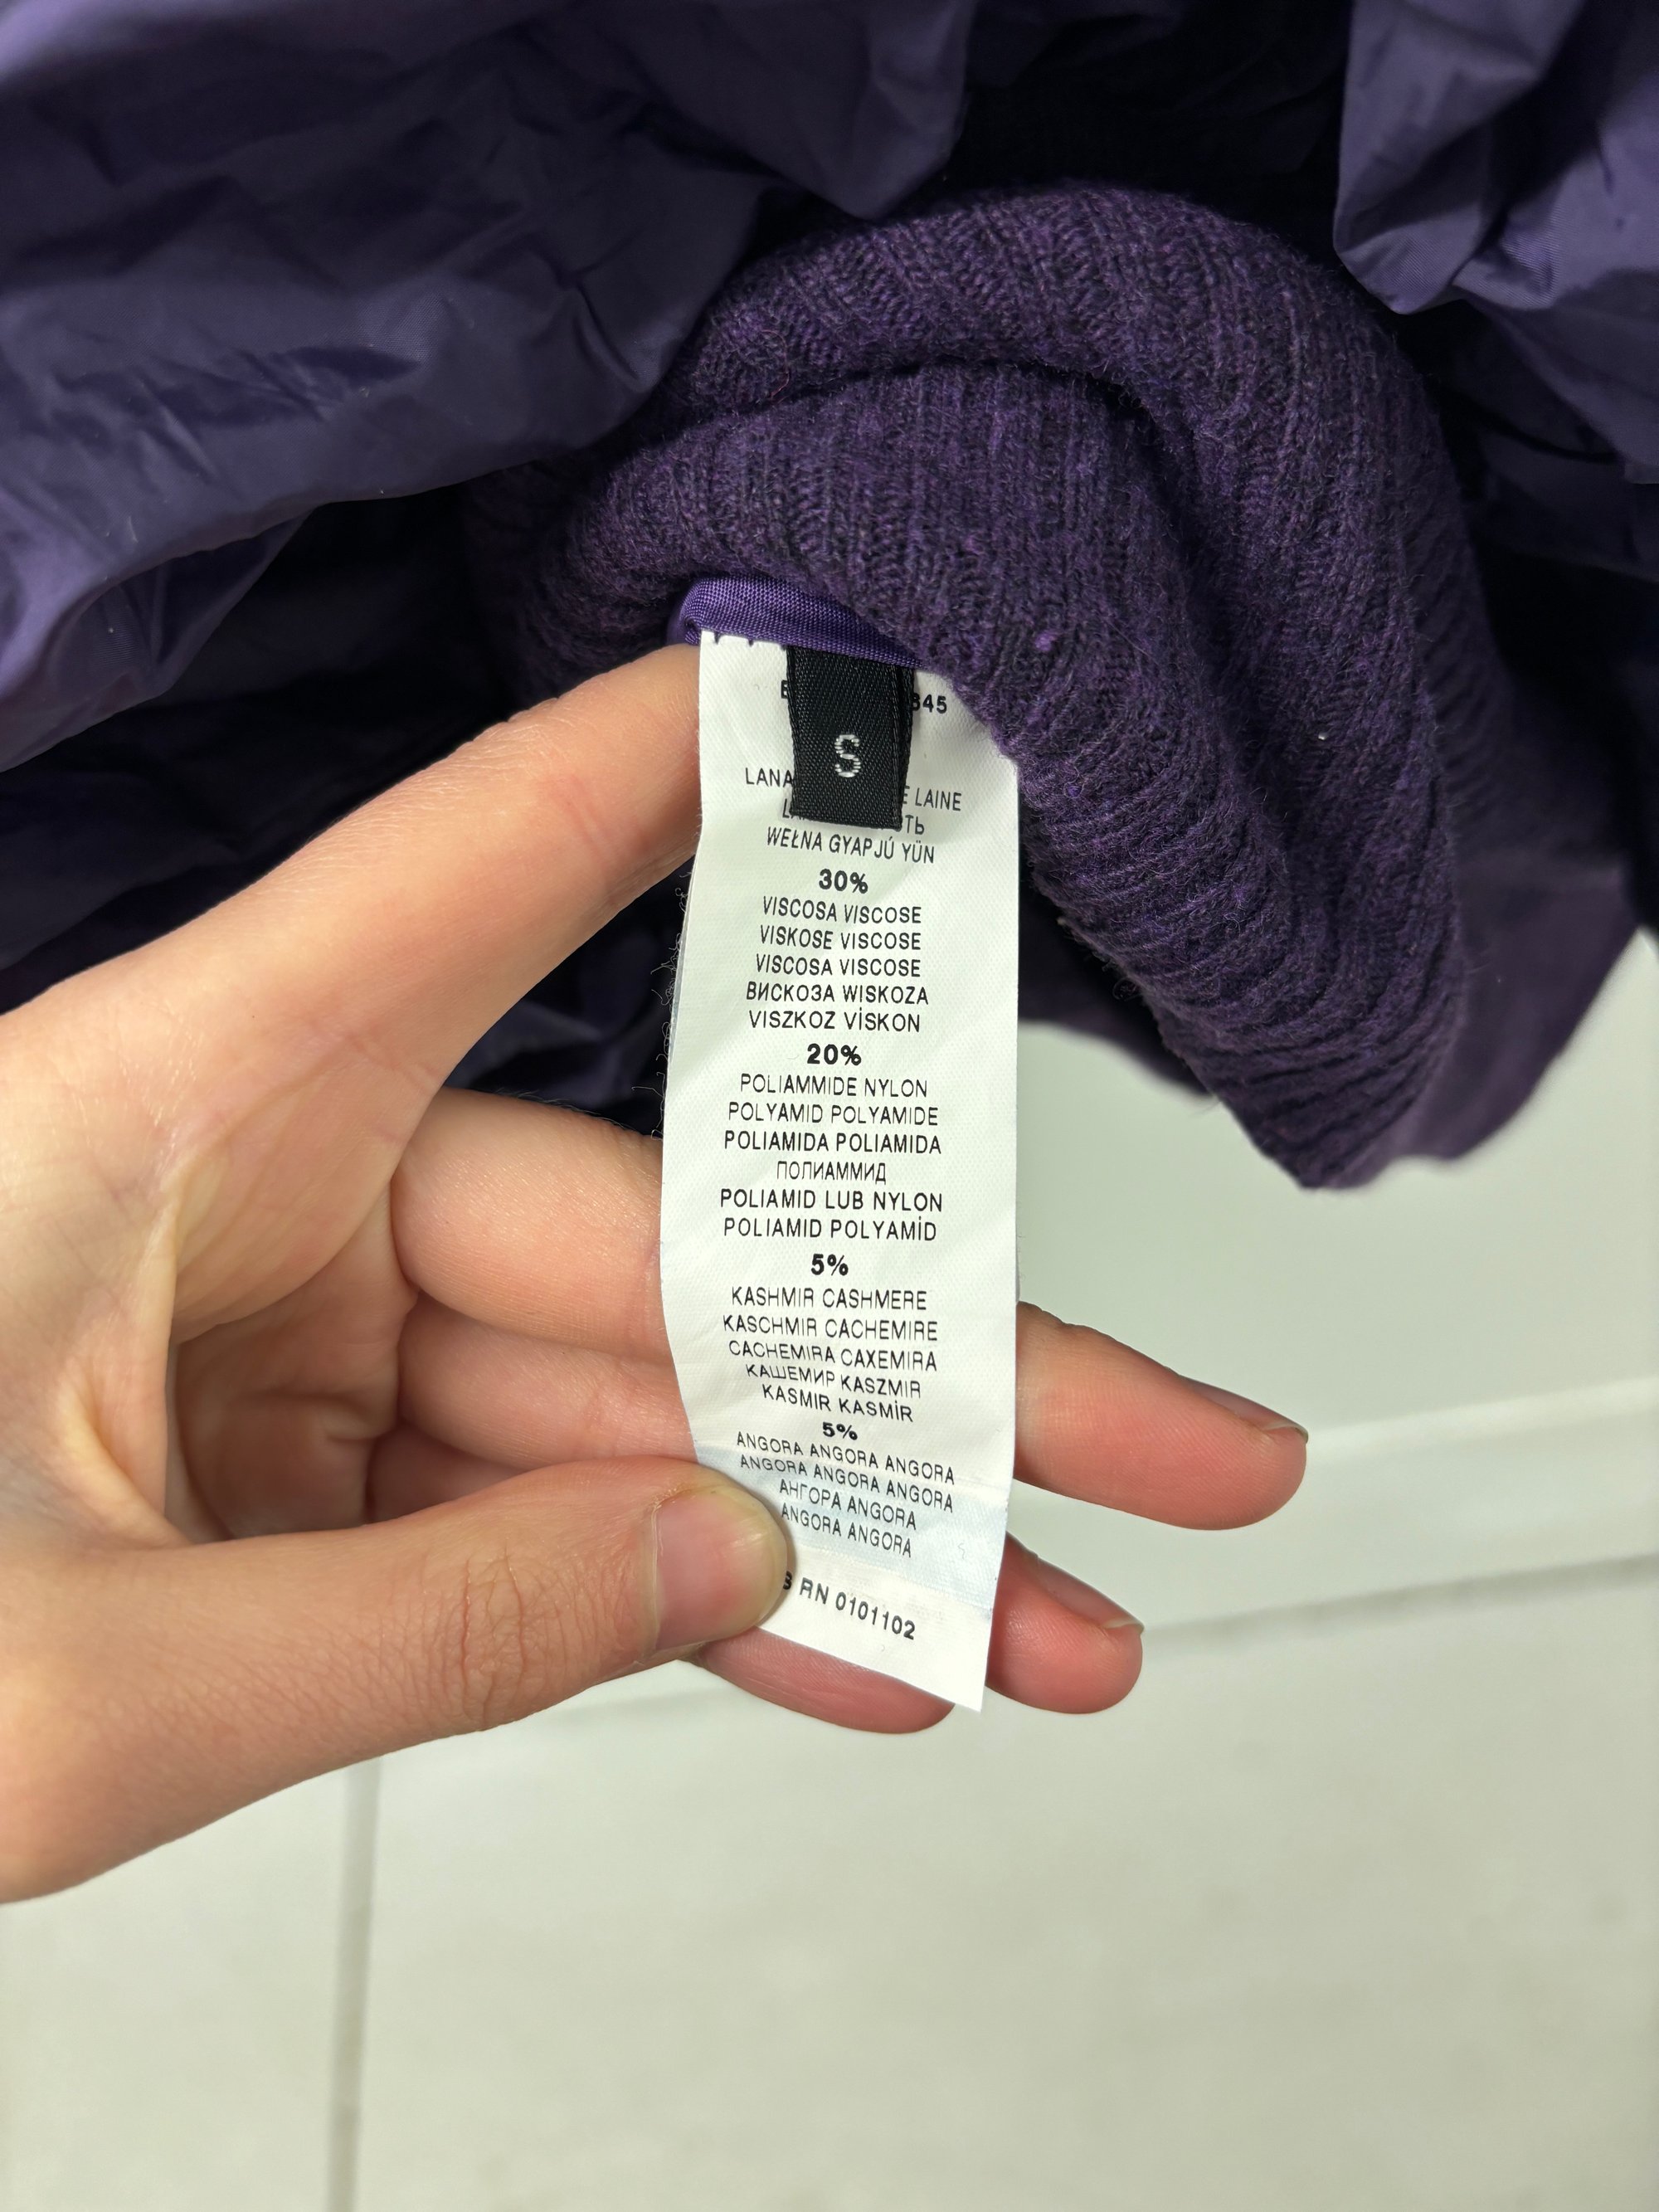 S
LANA LAINE
WEŁNA GYAPJÚ YÜN
30%
VISCOSA VISCOSE
VISKOSE VISCOSE
VISCOSA VISCOSE
ВИСКОЗА WISKOZA
VISZKOZ VİSKON
20%
POLIAMMIDE NYLON
POLYAMID POLYAMIDE
POLIAMIDA POLIAMIDA
ПОЛИАММИД
POLIAMID LUB NYLON
POLIAMID POLYAMİD
5%
KASHMIR CASHMERE
KASCHMIR CACHEMIRE
CACHEMIRA CAXEMIRA
КАШЕМИР KASZMIR
KASMIR KASMİR
5%
ANGORA ANGORA ANGORA
ANGORA ANGORA ANGORA
АНГОРА ANGORA
ANGORA ANGORA
RN 0101102